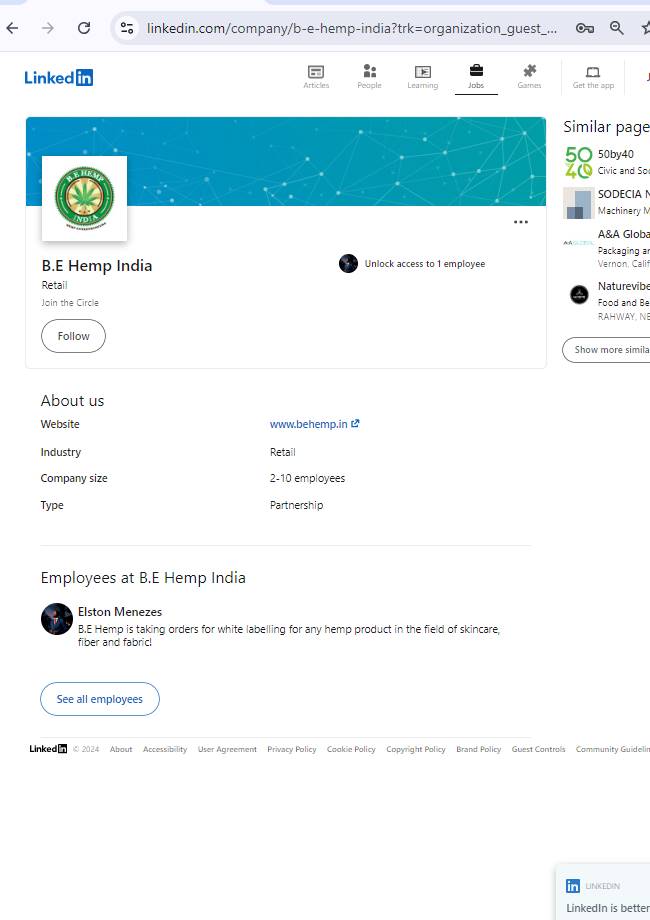 linkedin.com/company/b-e-hemp-india?trk=organization_guest_...
LinkedIn
Articles
People
Learning
Jobs
Games
Get the app
B.E HEMP
INDIA
B.E Hemp India
Retail
Join the Circle
Unlock access to 1 employee
Follow
About us
Website
www.behemp.in
Industry
Retail
Company size
2-10 employees
Type
Partnership
Employees at B.E Hemp India
Elston Menezes
B.E Hemp is taking orders for white labelling for any hemp product in the field of skincare,
fiber and fabric!
See all employees
Similar page
50
40
50by40
Civic and Soc
SODECIA N
Machinery M
A&A GLOBAL
A&A Globa
Packaging an
Vernon, Calif
Naturevibe
Food and Be
RAHWAY, NE
Show more simila
LinkedIn © 2024 About Accessibility User Agreement Privacy Policy Cookie Policy Copyright Policy Brand Policy Guest Controls Community Guidelin
in LINKEDIN
LinkedIn is better